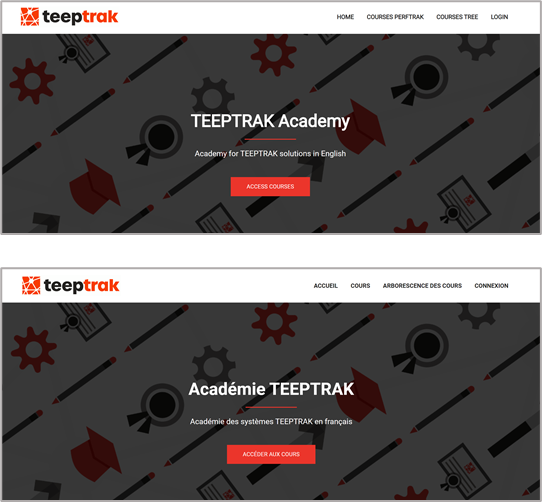 teeptrak
HOME COURSES PERFTRAK COURSES TREE LOGIN
TEEPTRAK Academy
Academy for TEEPTRAK solutions in English
ACCESS COURSES
teeptrak
ACCUEIL COURS ARBORESCENCE DES COURS CONNEXION
Académie TEEPTRAK
Académie des systèmes TEEPTRAK en français
ACCÉDER AUX COURS